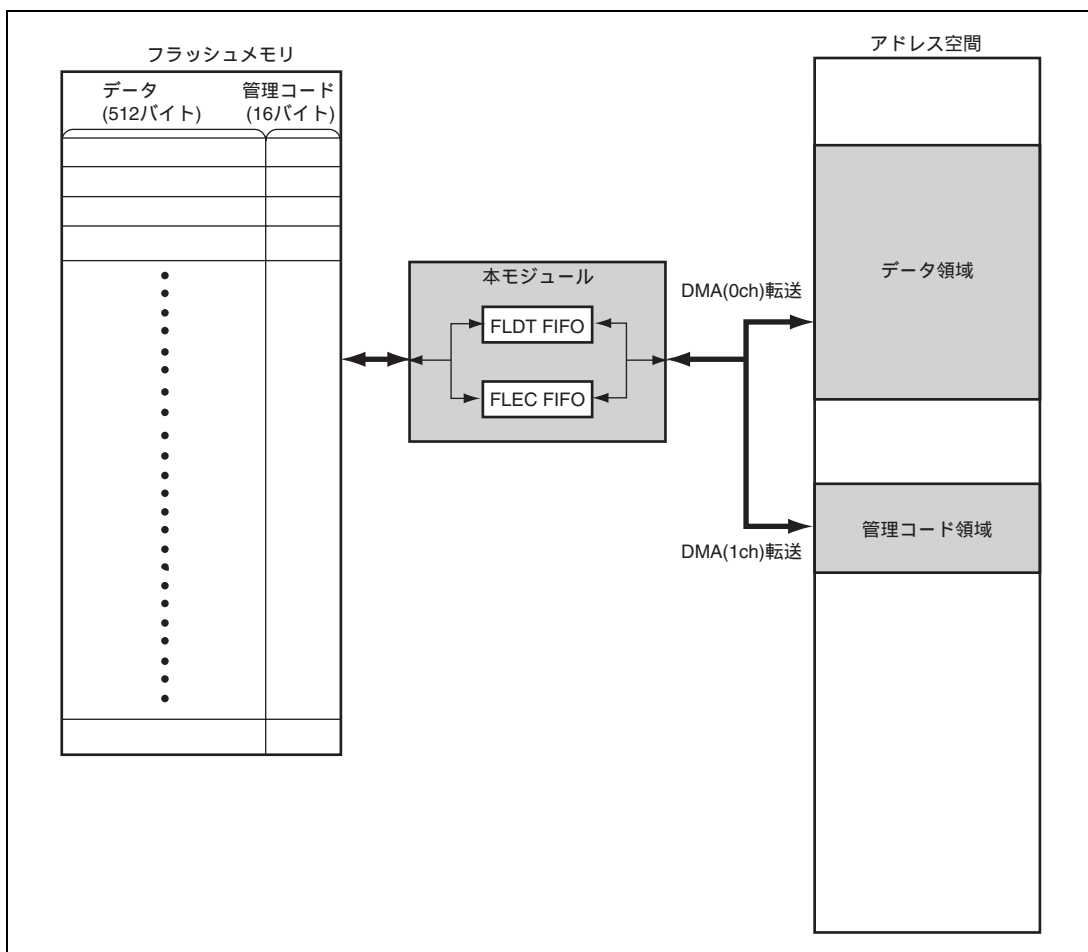 フラッシュメモリ
データ
(512バイト)
管理コード
(16バイト)
本モジュール
FLDT FIFO
FLEC FIFO
DMA(0ch)転送
DMA(1ch)転送
アドレス空間
データ領域
管理コード領域